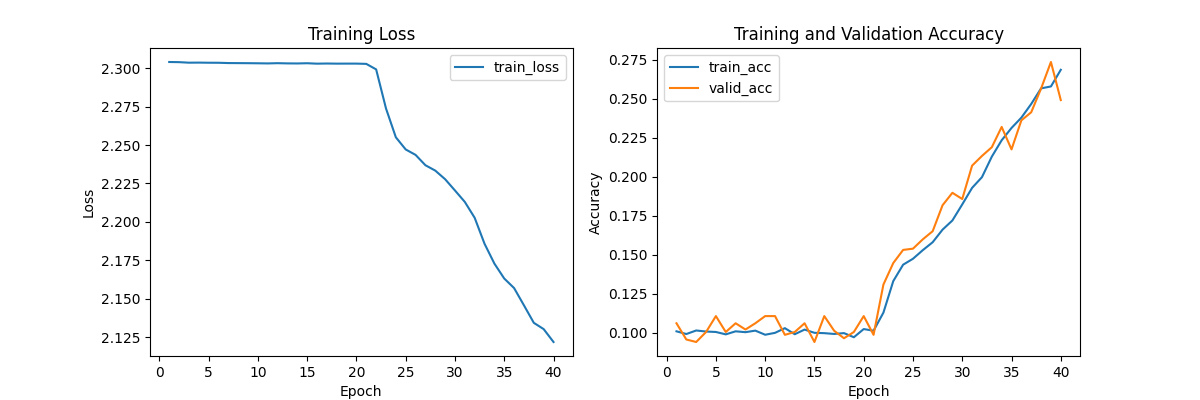 Training Loss
train_loss
2.300
2.275
2.250
2.225
2.200
2.175
2.150
2.125
Loss
0 5 10 15 20 25 30 35 40
Epoch
Training and Validation Accuracy
train_acc
valid_acc
0.275
0.250
0.225
0.200
0.175
0.150
0.125
0.100
Accuracy
0 5 10 15 20 25 30 35 40
Epoch